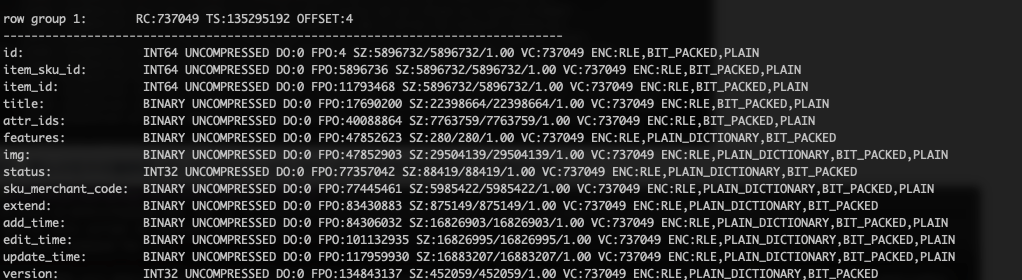 row group 1: RC:737049 TS:135295192 OFFSET:4
--------------------------------------------------------------------------------
id: INT64 UNCOMPRESSED DO:0 FPO:4 SZ:5896732/5896732/1.00 VC:737049 ENC:RLE,BIT_PACKED,PLAIN
item_sku_id: INT64 UNCOMPRESSED DO:0 FPO:5896736 SZ:5896732/5896732/1.00 VC:737049 ENC:RLE,BIT_PACKED,PLAIN
item_id: INT64 UNCOMPRESSED DO:0 FPO:11793468 SZ:5896732/5896732/1.00 VC:737049 ENC:RLE,BIT_PACKED,PLAIN
title: BINARY UNCOMPRESSED DO:0 FPO:17690200 SZ:22398664/22398664/1.00 VC:737049 ENC:RLE,BIT_PACKED,PLAIN
attr_ids: BINARY UNCOMPRESSED DO:0 FPO:40088864 SZ:7763759/7763759/1.00 VC:737049 ENC:RLE,BIT_PACKED,PLAIN
features: BINARY UNCOMPRESSED DO:0 FPO:47852623 SZ:280/280/1.00 VC:737049 ENC:RLE,PLAIN_DICTIONARY,BIT_PACKED
img: BINARY UNCOMPRESSED DO:0 FPO:47852903 SZ:29504139/29504139/1.00 VC:737049 ENC:RLE,PLAIN_DICTIONARY,BIT_PACKED,PLAIN
status: INT32 UNCOMPRESSED DO:0 FPO:77357042 SZ:88419/88419/1.00 VC:737049 ENC:RLE,PLAIN_DICTIONARY,BIT_PACKED
sku_merchant_code: BINARY UNCOMPRESSED DO:0 FPO:77445461 SZ:5985422/5985422/1.00 VC:737049 ENC:RLE,PLAIN_DICTIONARY,BIT_PACKED,PLAIN
extend: BINARY UNCOMPRESSED DO:0 FPO:83430883 SZ:875149/875149/1.00 VC:737049 ENC:RLE,PLAIN_DICTIONARY,BIT_PACKED
add_time: BINARY UNCOMPRESSED DO:0 FPO:84306032 SZ:16826903/16826903/1.00 VC:737049 ENC:RLE,PLAIN_DICTIONARY,BIT_PACKED,PLAIN
edit_time: BINARY UNCOMPRESSED DO:0 FPO:101132935 SZ:16826995/16826995/1.00 VC:737049 ENC:RLE,PLAIN_DICTIONARY,BIT_PACKED,PLAIN
update_time: BINARY UNCOMPRESSED DO:0 FPO:117959930 SZ:16883207/16883207/1.00 VC:737049 ENC:RLE,PLAIN_DICTIONARY,BIT_PACKED,PLAIN
version: INT32 UNCOMPRESSED DO:0 FPO:134843137 SZ:452059/452059/1.00 VC:737049 ENC:RLE,PLAIN_DICTIONARY,BIT_PACKED